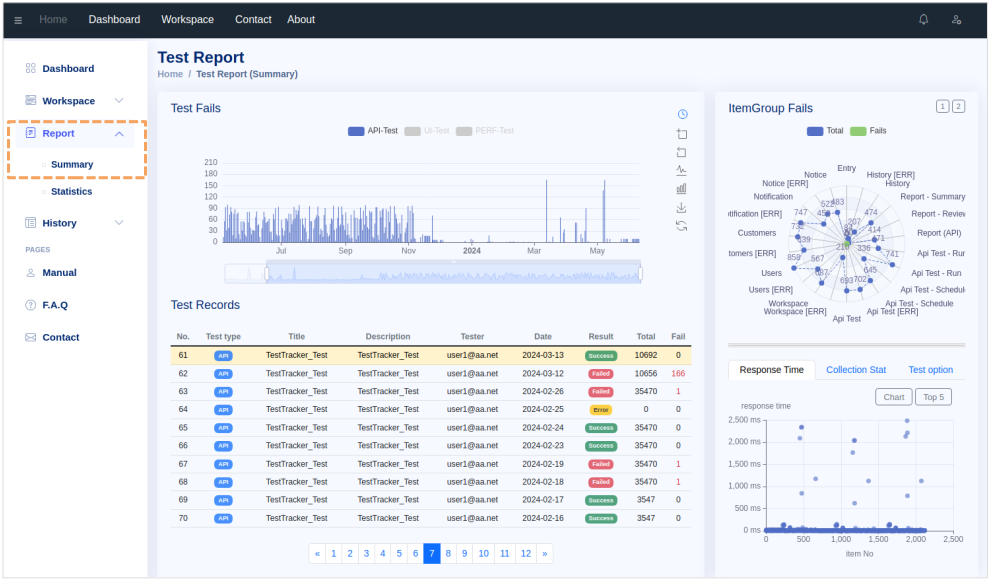 Home Dashboard Workspace Contact About
Dashboard
Workspace
Report
Summary
Statistics
History
PAGES
Manual
F.A.Q
Contact
Test Report
Home / Test Report (Summary)
Test Fails
API-Test UI-Test PERF-Test
210
180
150
120
90
60
30
0
Jul Sep Nov 2024 Mar May
Test Records
No. Test type Title Description Tester Date Result Total Fail
61 API TestTracker_Test TestTracker_Test user1@aa.net 2024-03-13 Success 10692 0
62 API TestTracker_Test TestTracker_Test user1@aa.net 2024-03-12 Failed 10656 166
63 API TestTracker_Test TestTracker_Test user1@aa.net 2024-02-26 Failed 35470 1
64 API TestTracker_Test TestTracker_Test user1@aa.net 2024-02-25 Error 0 0
65 API TestTracker_Test TestTracker_Test user1@aa.net 2024-02-24 Success 35470 0
66 API TestTracker_Test TestTracker_Test user1@aa.net 2024-02-23 Success 35470 0
67 API TestTracker_Test TestTracker_Test user1@aa.net 2024-02-19 Failed 35470 1
68 API TestTracker_Test TestTracker_Test user1@aa.net 2024-02-18 Failed 35470 1
69 API TestTracker_Test TestTracker_Test user1@aa.net 2024-02-17 Success 3547 0
70 API TestTracker_Test TestTracker_Test user1@aa.net 2024-02-16 Success 3547 0
« 1 2 3 4 5 6 7 8 9 10 11 12 »
ItemGroup Fails 1 2
Total Fails
Entry
Notice History [ERR]
Notice [ERR] History
Notification Report - Summary
tification [ERR] Report - Review
Customers Report (API)
tomers [ERR] Api Test - Run
Users Api Test - Run
Users [ERR] Api Test - Schedul
Workspace Api Test - Schedule
Workspace [ERR] Api Test [ERR]
Api Test
483
747 474
207
414
741
336
858 567
645
693 702
Response Time Collection Stat Test option
Chart Top 5
response time
2,500 ms
2,000 ms
1,500 ms
1,000 ms
500 ms
0 ms
0 500 1,000 1,500 2,000 2,500
item No